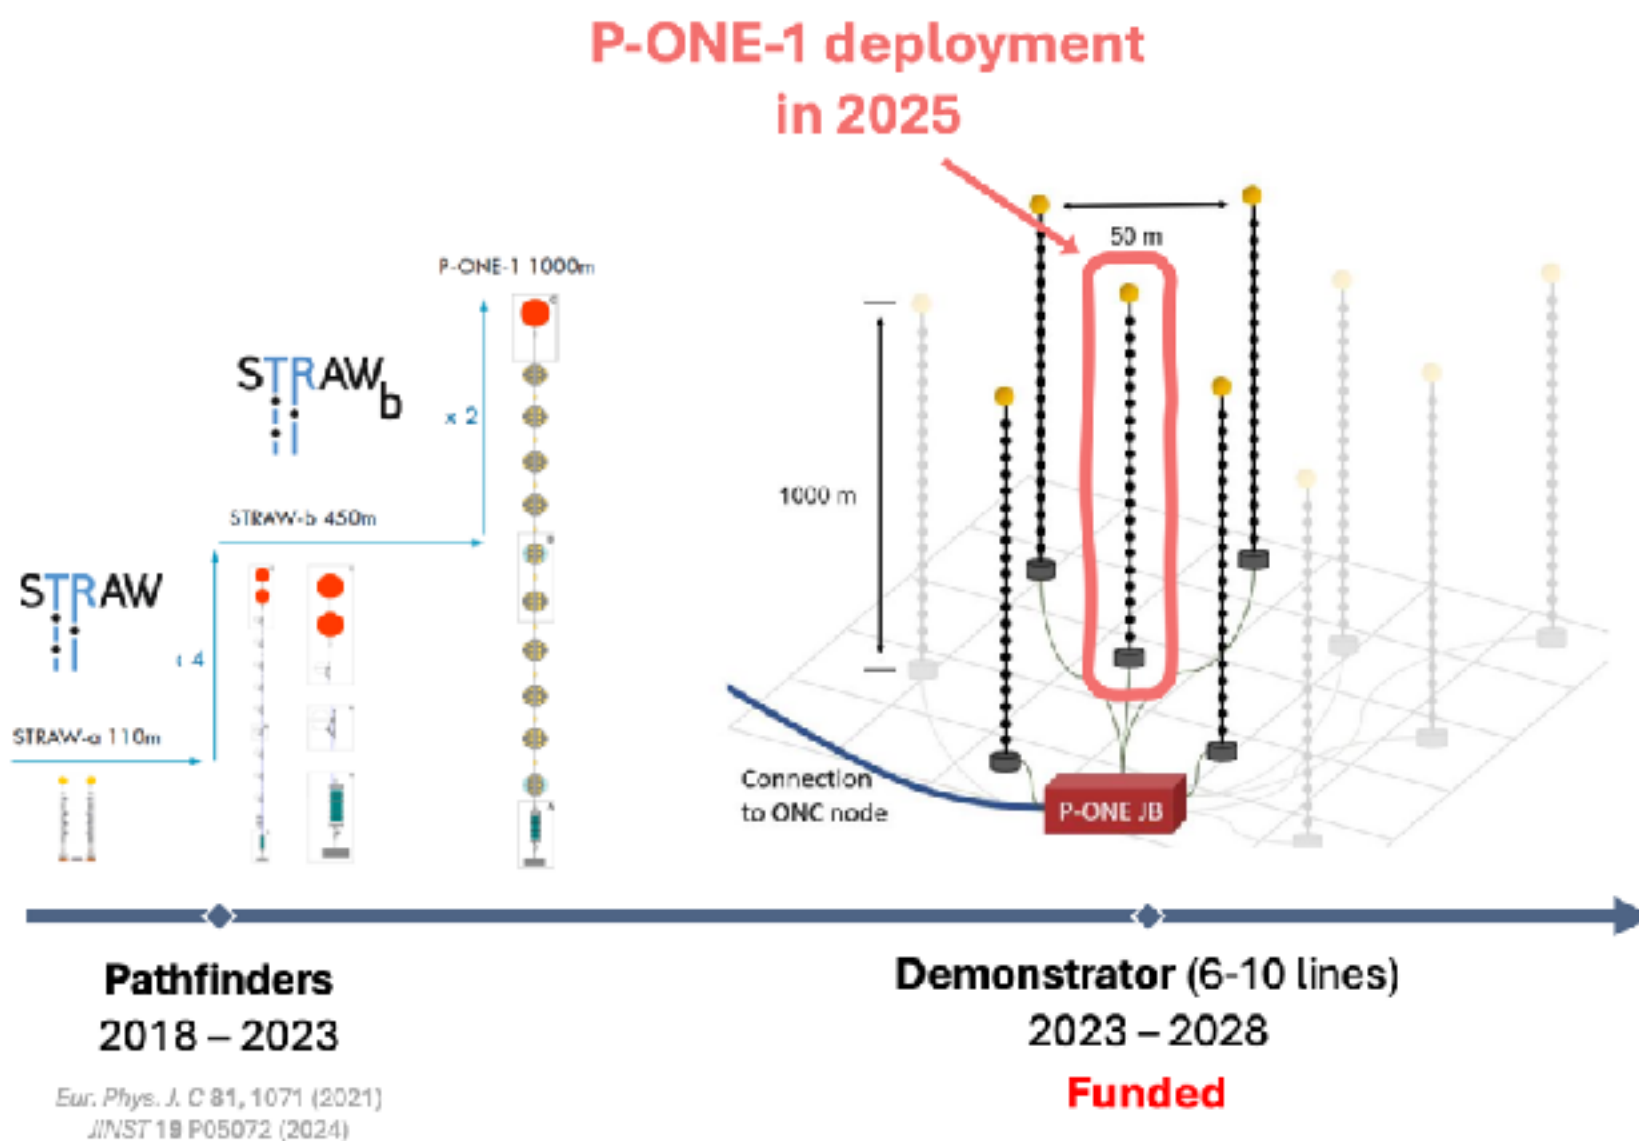 P-ONE-1 deployment
in 2025
50 m
P-ONE-1 1000m
STRAWb
x 2
1000 m
STRAW-b 450m
STRAW
4
STRAW-a 110m
Connection
to ONC node
P-ONE JB
Pathfinders
2018 – 2023
Eur. Phys. J. C 81, 1071 (2021)
JINST 19 P05072 (2024)
Demonstrator (6-10 lines)
2023 – 2028
Funded